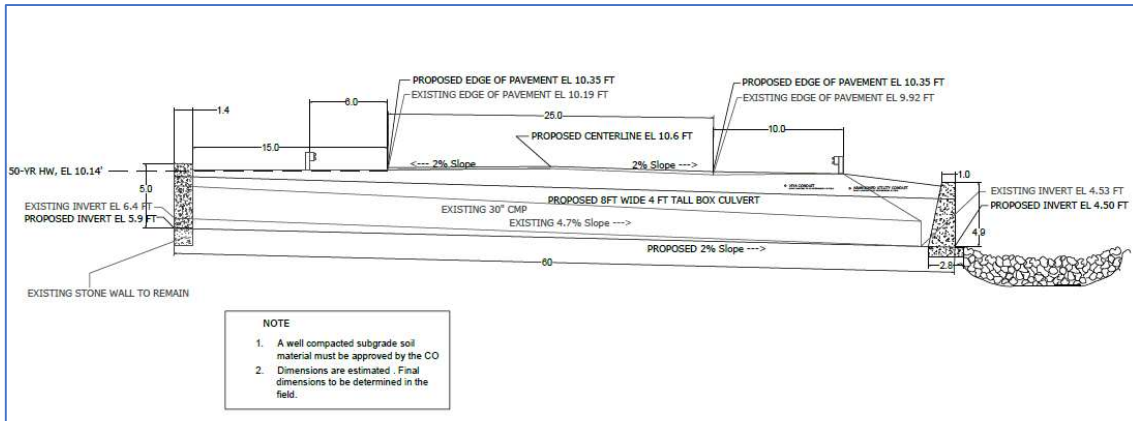 PROPOSED EDGE OF PAVEMENT EL 10.35 FT
EXISTING EDGE OF PAVEMENT EL 10.19 FT
PROPOSED EDGE OF PAVEMENT EL 10.35 FT
EXISTING EDGE OF PAVEMENT EL 9.92 FT
1.4
6.0
25.0
10.0
PROPOSED CENTERLINE EL 10.6 FT
15.0
<--- 2% Slope
2% Slope --->
50-YR HW, EL 10.14'
5.0
1.0
EXISTING INVERT EL 4.53 FT
PROPOSED INVERT EL 4.50 FT
EXISTING INVERT EL 6.4 FT
PROPOSED INVERT EL 5.9 FT
PROPOSED 8FT WIDE 4 FT TALL BOX CULVERT
EXISTING 30" CMP
EXISTING 4.7% Slope --->
4.9
PROPOSED 2% Slope --->
60
2.8
EXISTING STONE WALL TO REMAIN
NOTE
1. A well compacted subgrade soil
material must be approved by the CO
2. Dimensions are estimated . Final
dimensions to be determined in the
field.